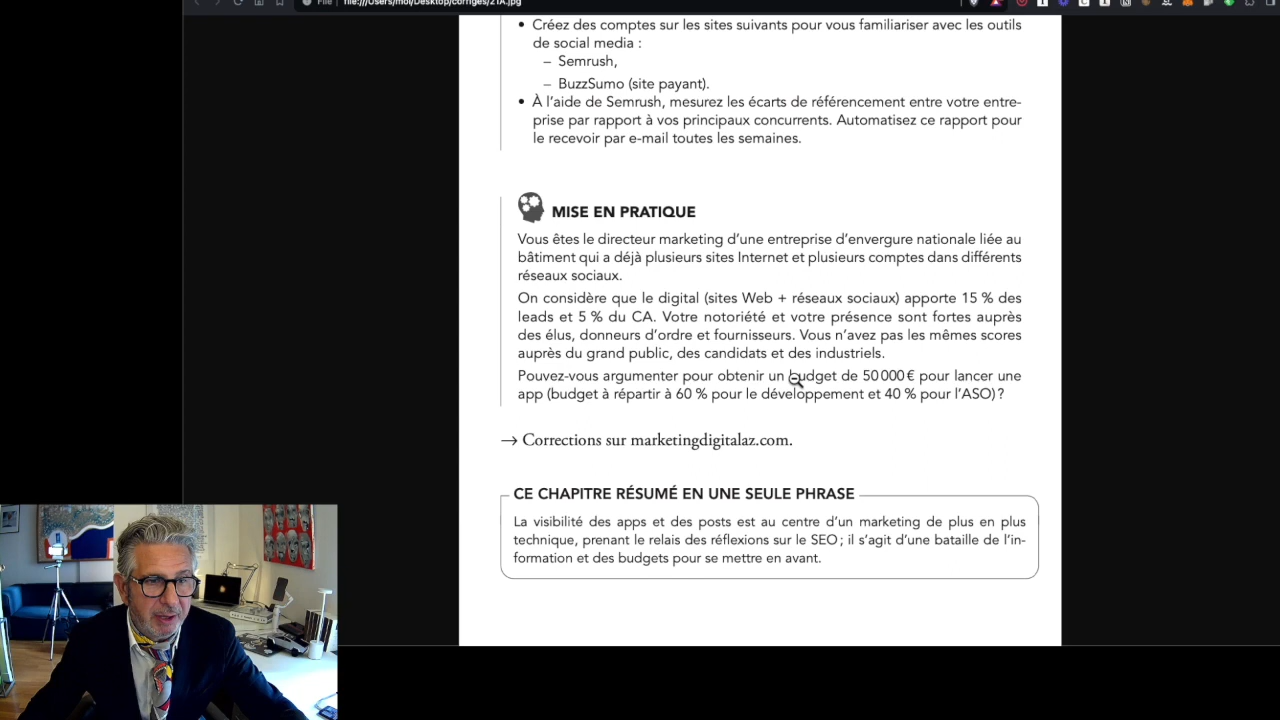 File
file:///Users/moi/Desktop/corriges/21A.jpg
• Créez des comptes sur les sites suivants pour vous familiariser avec les outils
de social media :
– Semrush,
– BuzzSumo (site payant).
• À l’aide de Semrush, mesurez les écarts de référencement entre votre entre-
prise par rapport à vos principaux concurrents. Automatisez ce rapport pour
le recevoir par e-mail toutes les semaines.
MISE EN PRATIQUE
Vous êtes le directeur marketing d’une entreprise d’envergure nationale liée au
bâtiment qui a déjà plusieurs sites Internet et plusieurs comptes dans différents
réseaux sociaux.
On considère que le digital (sites Web + réseaux sociaux) apporte 15 % des
leads et 5 % du CA. Votre notoriété et votre présence sont fortes auprès
des élus, donneurs d’ordre et fournisseurs. Vous n’avez pas les mêmes scores
auprès du grand public, des candidats et des industriels.
Pouvez-vous argumenter pour obtenir un budget de 50 000 € pour lancer une
app (budget à répartir à 60 % pour le développement et 40 % pour l’ASO) ?
→ Corrections sur marketingdigitalaz.com.
CE CHAPITRE RÉSUMÉ EN UNE SEULE PHRASE
La visibilité des apps et des posts est au centre d’un marketing de plus en plus
technique, prenant le relais des réflexions sur le SEO ; il s’agit d’une bataille de l’in-
formation et des budgets pour se mettre en avant.